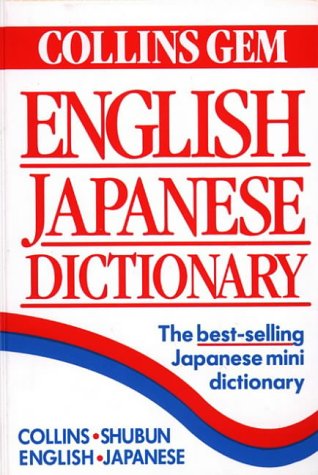 COLLINS GEM
ENGLISH
JAPANESE
DICTIONARY
The best-selling
Japanese mini
dictionary
COLLINS • SHUBUN
ENGLISH • JAPANESE